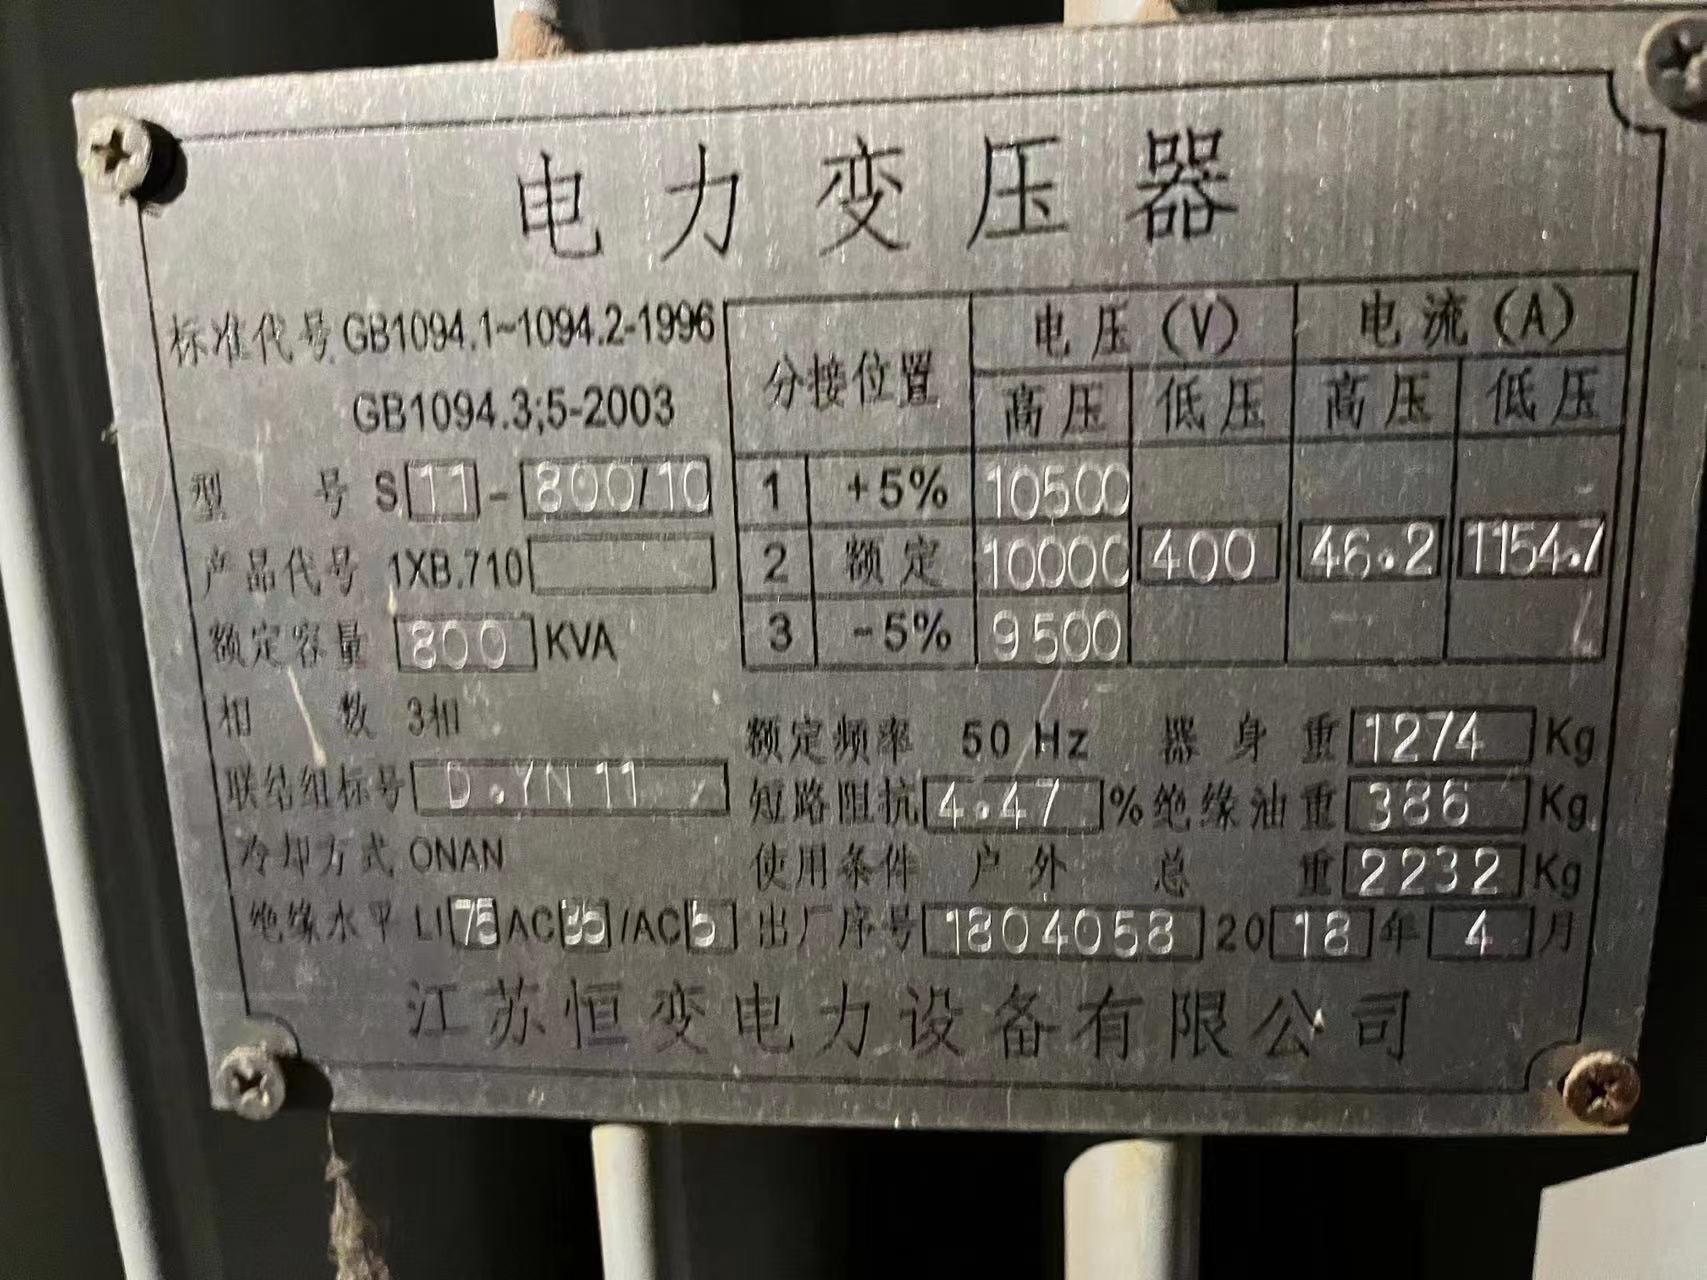 电力变压器
标准代号 GB1094.1~1094.2-1996
GB1094.3;5-2003
型 号 S 11 - 800/10
产品代号 1XB.710
额定容量 800 KVA
相 数 3相
联结组标号 D.YN11
冷却方式 ONAN
绝缘水平 LI 75 AC 35 /AC 5
分接位置 电压(V) 电流(A)
高压 低压 高压 低压
1 +5% 10500
2 额定 10000 400 46.2 1154.7
3 -5% 9500
额定频率 50 Hz 器身重 1274 Kg
短路阻抗 4.47 % 绝缘油重 386 Kg
使用条件 户外 总 重 2232 Kg
出厂序号 1804058 2018年 4 月
江苏恒变电力设备有限公司